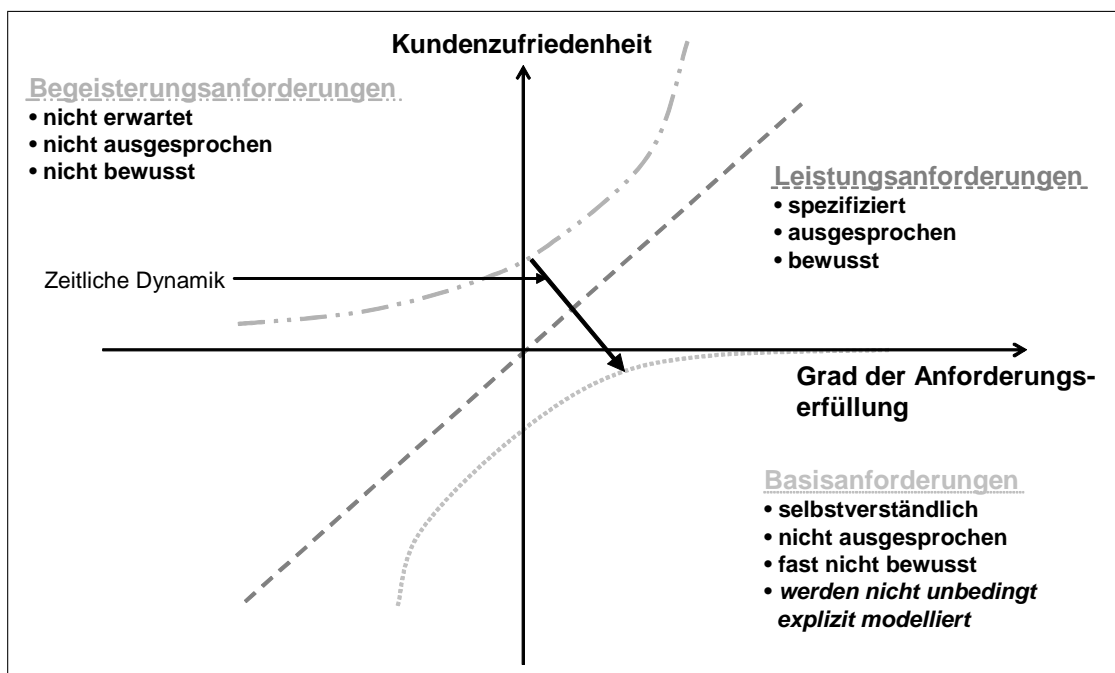 Kundenzufriedenheit
Begeisterungsanforderungen
• nicht erwartet
• nicht ausgesprochen
• nicht bewusst
Leistungsanforderungen
• spezifiziert
• ausgesprochen
• bewusst
Zeitliche Dynamik
Grad der Anforderungs-
erfüllung
Basisanforderungen
• selbstverständlich
• nicht ausgesprochen
• fast nicht bewusst
• werden nicht unbedingt
explizit modelliert